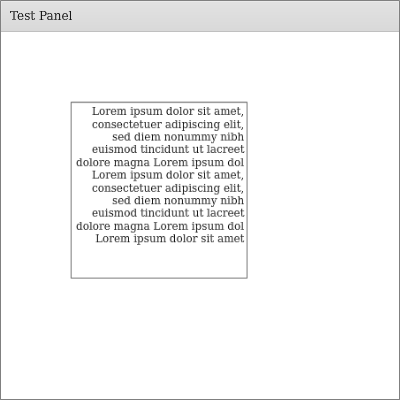 Test Panel
Lorem ipsum dolor sit amet,
consectetuer adipiscing elit,
sed diem nonummy nibh
euismod tincidunt ut lacreet
dolore magna Lorem ipsum dol
Lorem ipsum dolor sit amet,
consectetuer adipiscing elit,
sed diem nonummy nibh
euismod tincidunt ut lacreet
dolore magna Lorem ipsum dol
Lorem ipsum dolor sit amet